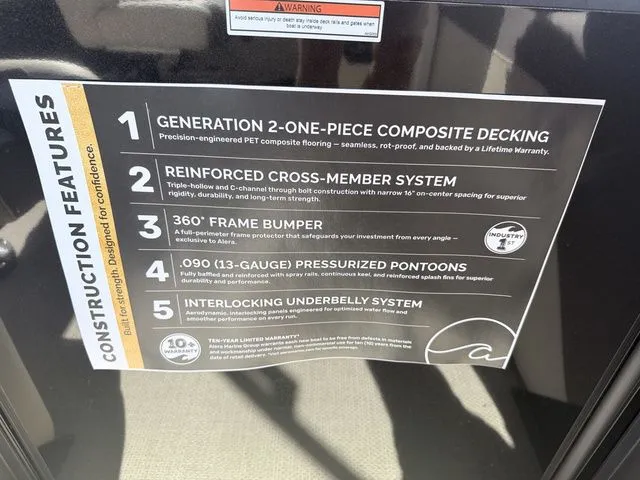 WARNING
Avoid serious injury or death stay inside deck rails and gates when
boat is underway
CONSTRUCTION FEATURES
Built for strength. Designed for confidence.
1 GENERATION 2-ONE-PIECE COMPOSITE DECKING
Precision-engineered PET composite flooring — seamless, rot-proof, and backed by a Lifetime Warranty.
2 REINFORCED CROSS-MEMBER SYSTEM
Triple-hollow and C-channel through bolt construction with narrow 16" on-center spacing for superior
rigidity, durability, and long-term strength.
3 360° FRAME BUMPER
A full-perimeter frame protector that safeguards your investment from every angle —
exclusive to Alera.
INDUSTRY
1ST
4 .090 (13-GAUGE) PRESSURIZED PONTOONS
Fully baffled and reinforced with spray rails, continuous keel, and reinforced splash fins for superior
durability and performance.
5 INTERLOCKING UNDERBELLY SYSTEM
Aerodynamic, interlocking panels engineered for optimized water flow and
smoother performance on every run.
10+
WARRANTY
TEN-YEAR LIMITED WARRANTY*
Alera Marine Group warrants each new boat to be free from defects in materials
and workmanship under normal, non-commercial use for ten (10) years from the
date of retail delivery.
a